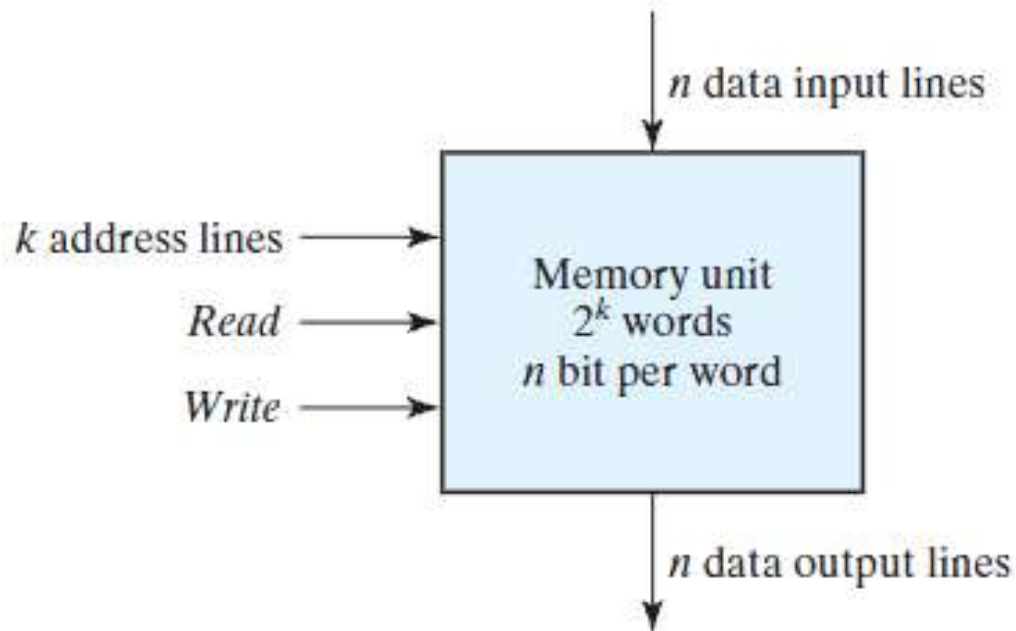 n data input lines
k address lines
Read
Write
Memory unit
2^k words
n bit per word
n data output lines